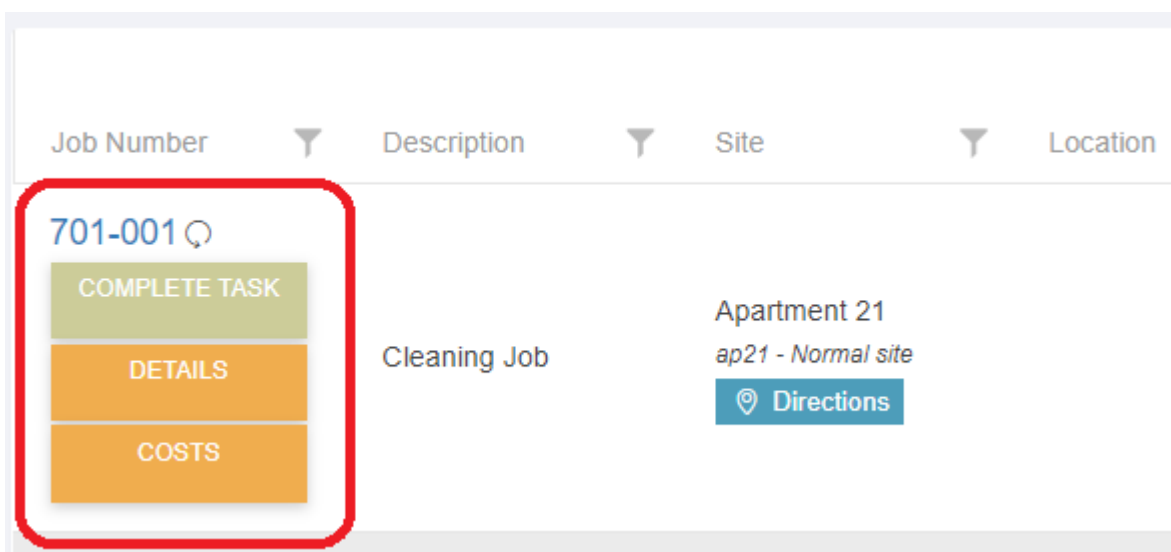 Job Number Description Site Location
701-001
COMPLETE TASK
DETAILS
COSTS
Cleaning Job
Apartment 21
ap21 - Normal site
Directions